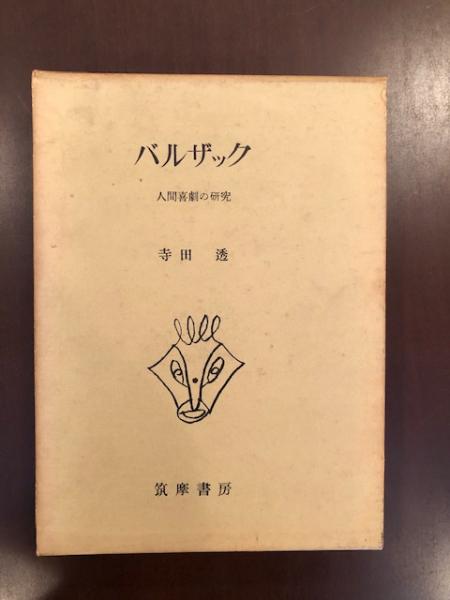 バルザック
人間喜劇の研究
寺田 透
筑摩書房